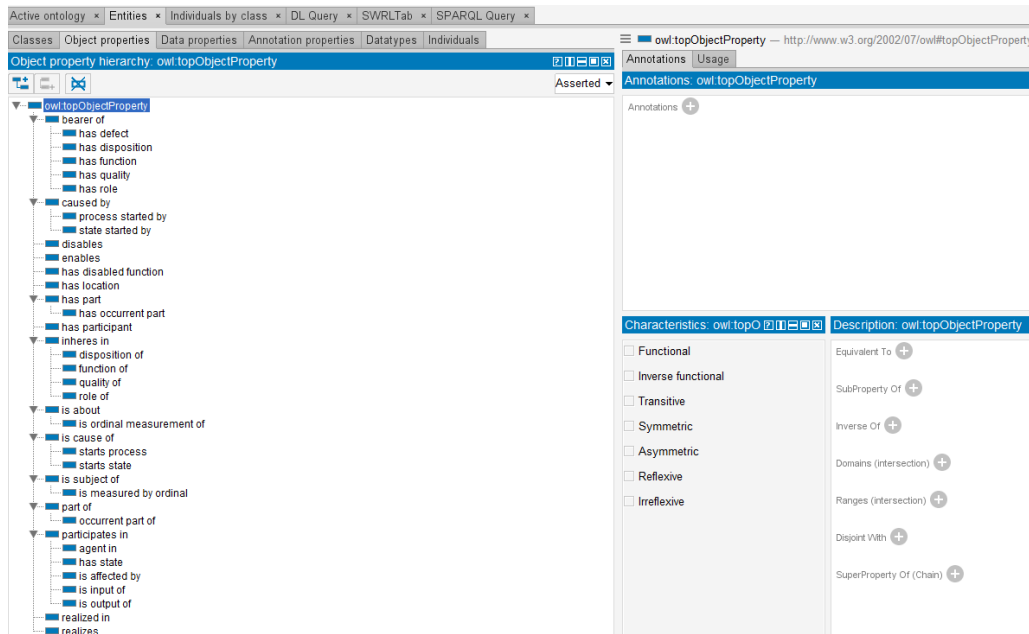 Active ontology × Entities × Individuals by class × DL Query × SWRLTab × SPARQL Query ×
Classes Object properties Data properties Annotation properties Datatypes Individuals
Object property hierarchy: owl:topObjectProperty
Asserted
owl:topObjectProperty
bearer of
has defect
has disposition
has function
has quality
has role
caused by
process started by
state started by
disables
enables
has disabled function
has location
has part
has occurrent part
has participant
inheres in
disposition of
function of
quality of
role of
is about
is ordinal measurement of
is cause of
starts process
starts state
is subject of
is measured by ordinal
part of
occurrent part of
participates in
agent in
has state
is affected by
is input of
is output of
realized in
realizes
owl:topObjectProperty — http://www.w3.org/2002/07/owl#topObjectProperty
Annotations Usage
Annotations: owl:topObjectProperty
Annotations
Characteristics: owl:topO
Functional
Inverse functional
Transitive
Symmetric
Asymmetric
Reflexive
Irreflexive
Description: owl:topObjectProperty
Equivalent To
SubProperty Of
Inverse Of
Domains (intersection)
Ranges (intersection)
Disjoint With
SuperProperty Of (Chain)